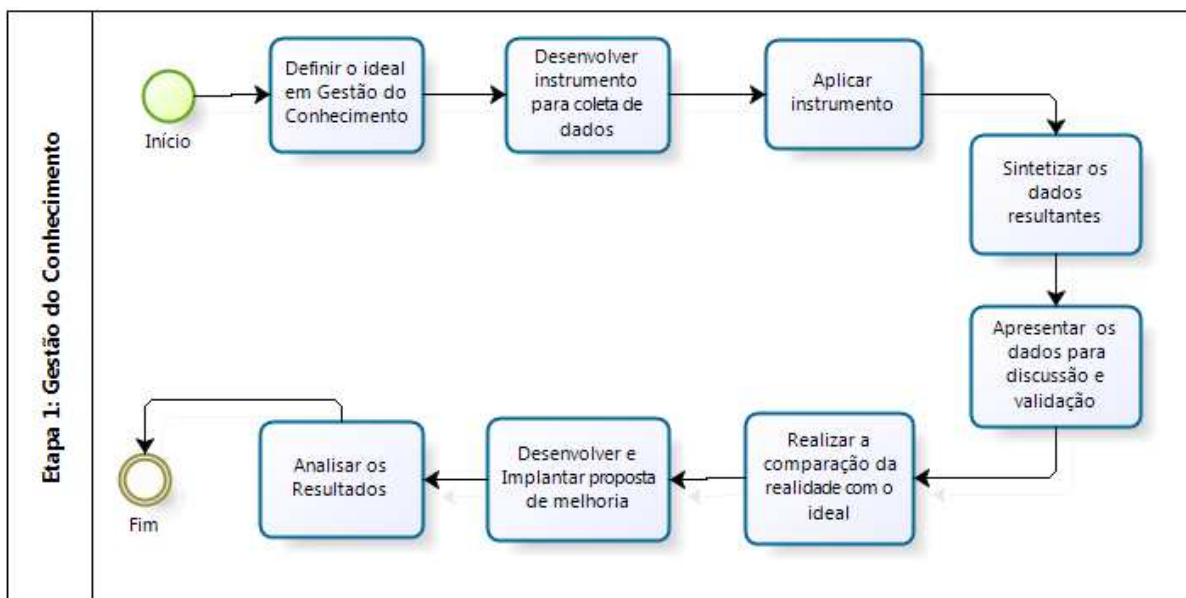 Etapa 1: Gestão do Conhecimento
Início
Definir o ideal
em Gestão do
Conhecimento
Desenvolver
instrumento
para coleta de
dados
Aplicar
instrumento
Sintetizar os
dados
resultantes
Apresentar os
dados para
discussão e
validação
Realizar a
comparação da
realidade com o
ideal
Desenvolver e
Implantar proposta
de melhoria
Analisar os
Resultados
Fim